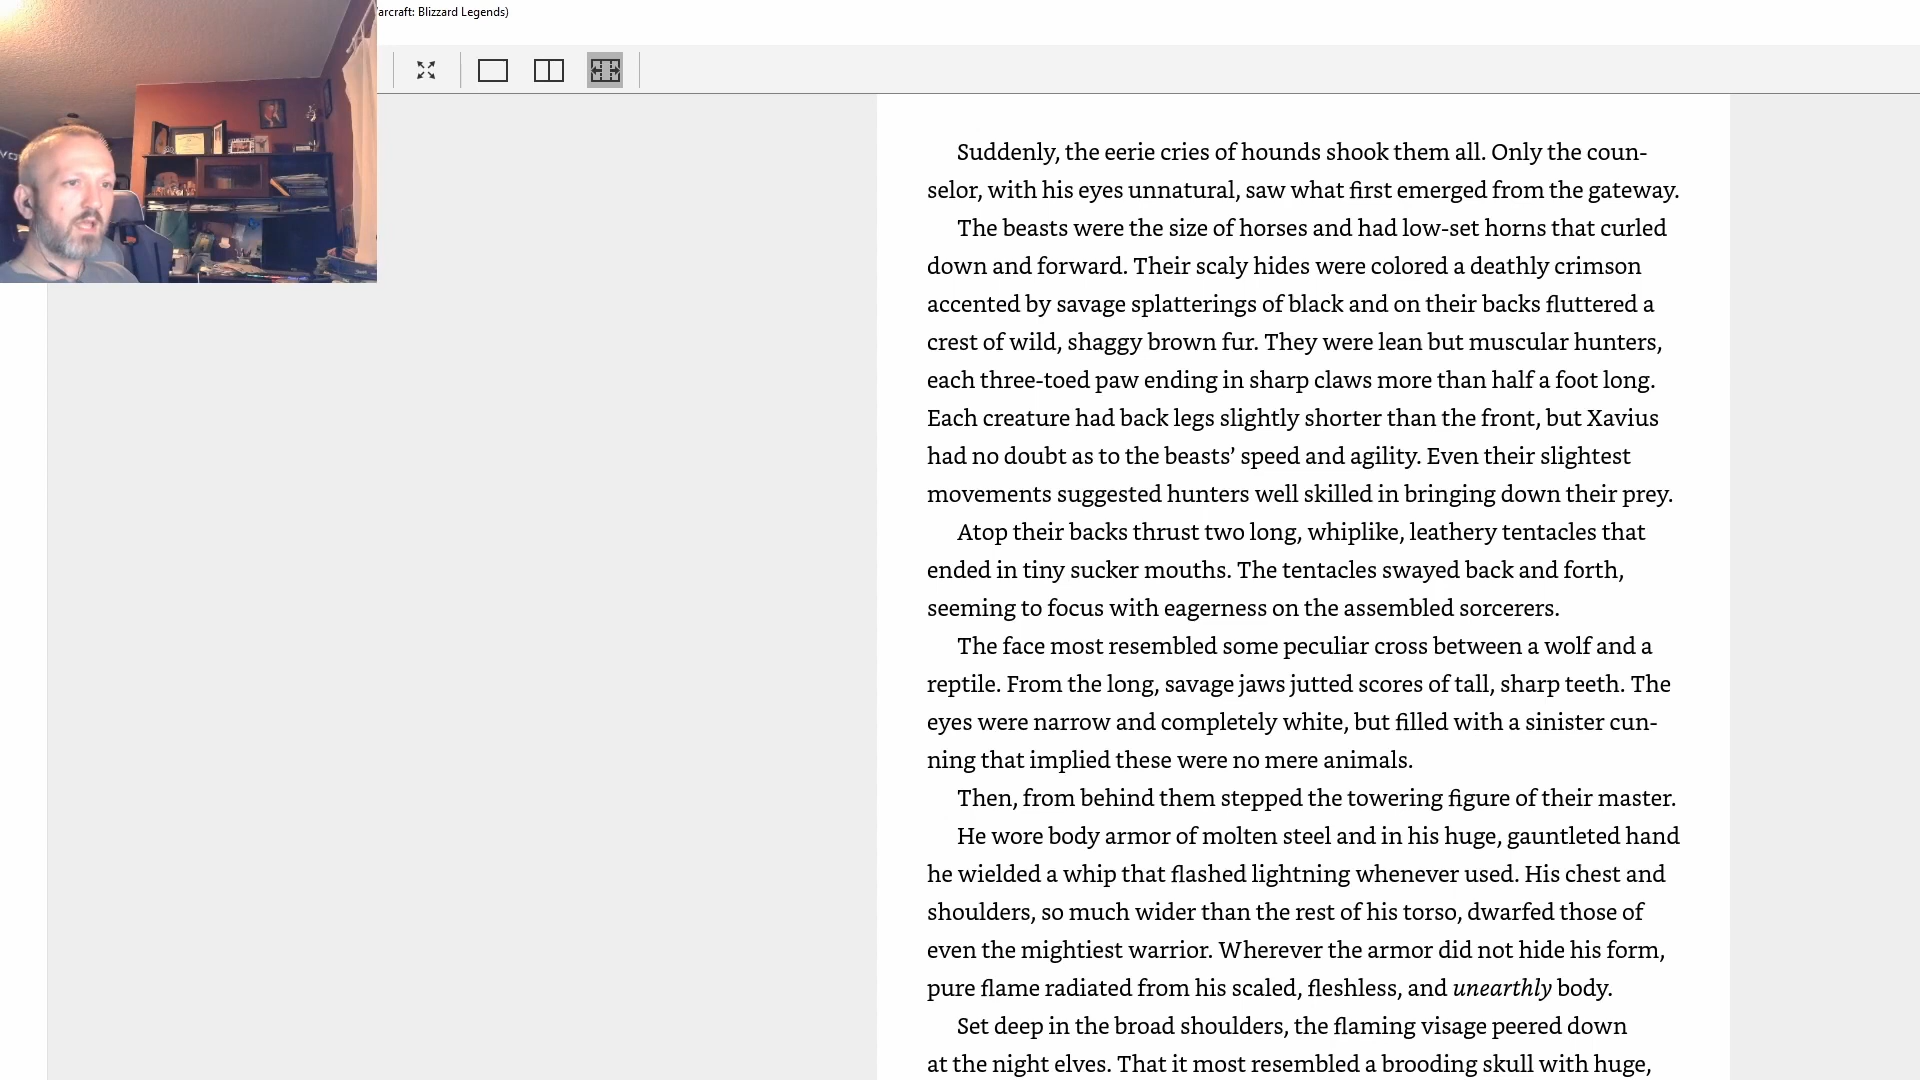 arcraft: Blizzard Legends)
Suddenly, the eerie cries of hounds shook them all. Only the coun-
selor, with his eyes unnatural, saw what first emerged from the gateway.
The beasts were the size of horses and had low-set horns that curled
down and forward. Their scaly hides were colored a deathly crimson
accented by savage splatterings of black and on their backs fluttered a
crest of wild, shaggy brown fur. They were lean but muscular hunters,
each three-toed paw ending in sharp claws more than half a foot long.
Each creature had back legs slightly shorter than the front, but Xavius
had no doubt as to the beasts’ speed and agility. Even their slightest
movements suggested hunters well skilled in bringing down their prey.
Atop their backs thrust two long, whiplike, leathery tentacles that
ended in tiny sucker mouths. The tentacles swayed back and forth,
seeming to focus with eagerness on the assembled sorcerers.
The face most resembled some peculiar cross between a wolf and a
reptile. From the long, savage jaws jutted scores of tall, sharp teeth. The
eyes were narrow and completely white, but filled with a sinister cun-
ning that implied these were no mere animals.
Then, from behind them stepped the towering figure of their master.
He wore body armor of molten steel and in his huge, gauntleted hand
he wielded a whip that flashed lightning whenever used. His chest and
shoulders, so much wider than the rest of his torso, dwarfed those of
even the mightiest warrior. Wherever the armor did not hide his form,
pure flame radiated from his scaled, fleshless, and unearthly body.
Set deep in the broad shoulders, the flaming visage peered down
at the night elves. That it most resembled a brooding skull with huge,